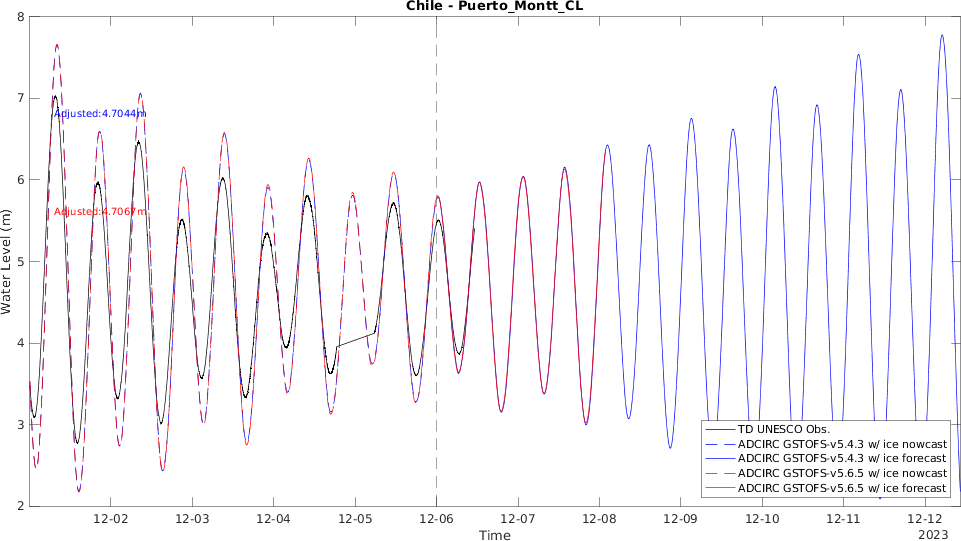 Chile - Puerto_Montt_CL
8
7
6
5
4
3
2
Water Level (m)
Adjusted:4.7044m
Adjusted:4.7067m
TD UNESCO Obs.
ADCIRC GSTOFS-v5.4.3 w/ ice nowcast
ADCIRC GSTOFS-v5.4.3 w/ ice forecast
ADCIRC GSTOFS-v5.6.5 w/ ice nowcast
ADCIRC GSTOFS-v5.6.5 w/ ice forecast
12-02 12-03 12-04 12-05 12-06 12-07 12-08 12-09 12-10 12-11 12-12
Time
2023